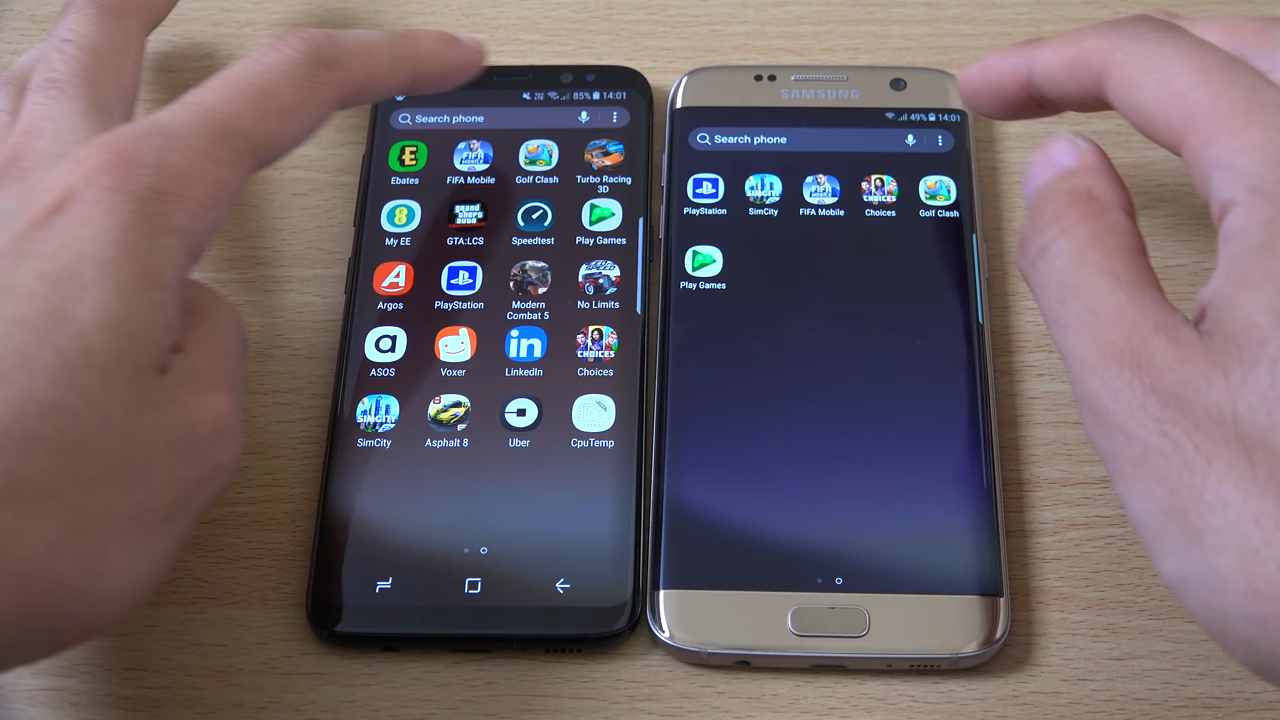 85% 14:01
Search phone
Ebates
FIFA Mobile
Golf Clash
Turbo Racing
3D
My EE
GTA:LCS
Speedtest
Play Games
Argos
PlayStation
Modern
Combat 5
No Limits
ASOS
Voxer
LinkedIn
Choices
SimCity
Asphalt 8
Uber
CpuTemp
SAMSUNG
49% 14:01
Search phone
PlayStation
SimCity
FIFA Mobile
Choices
Golf Clash
Play Games